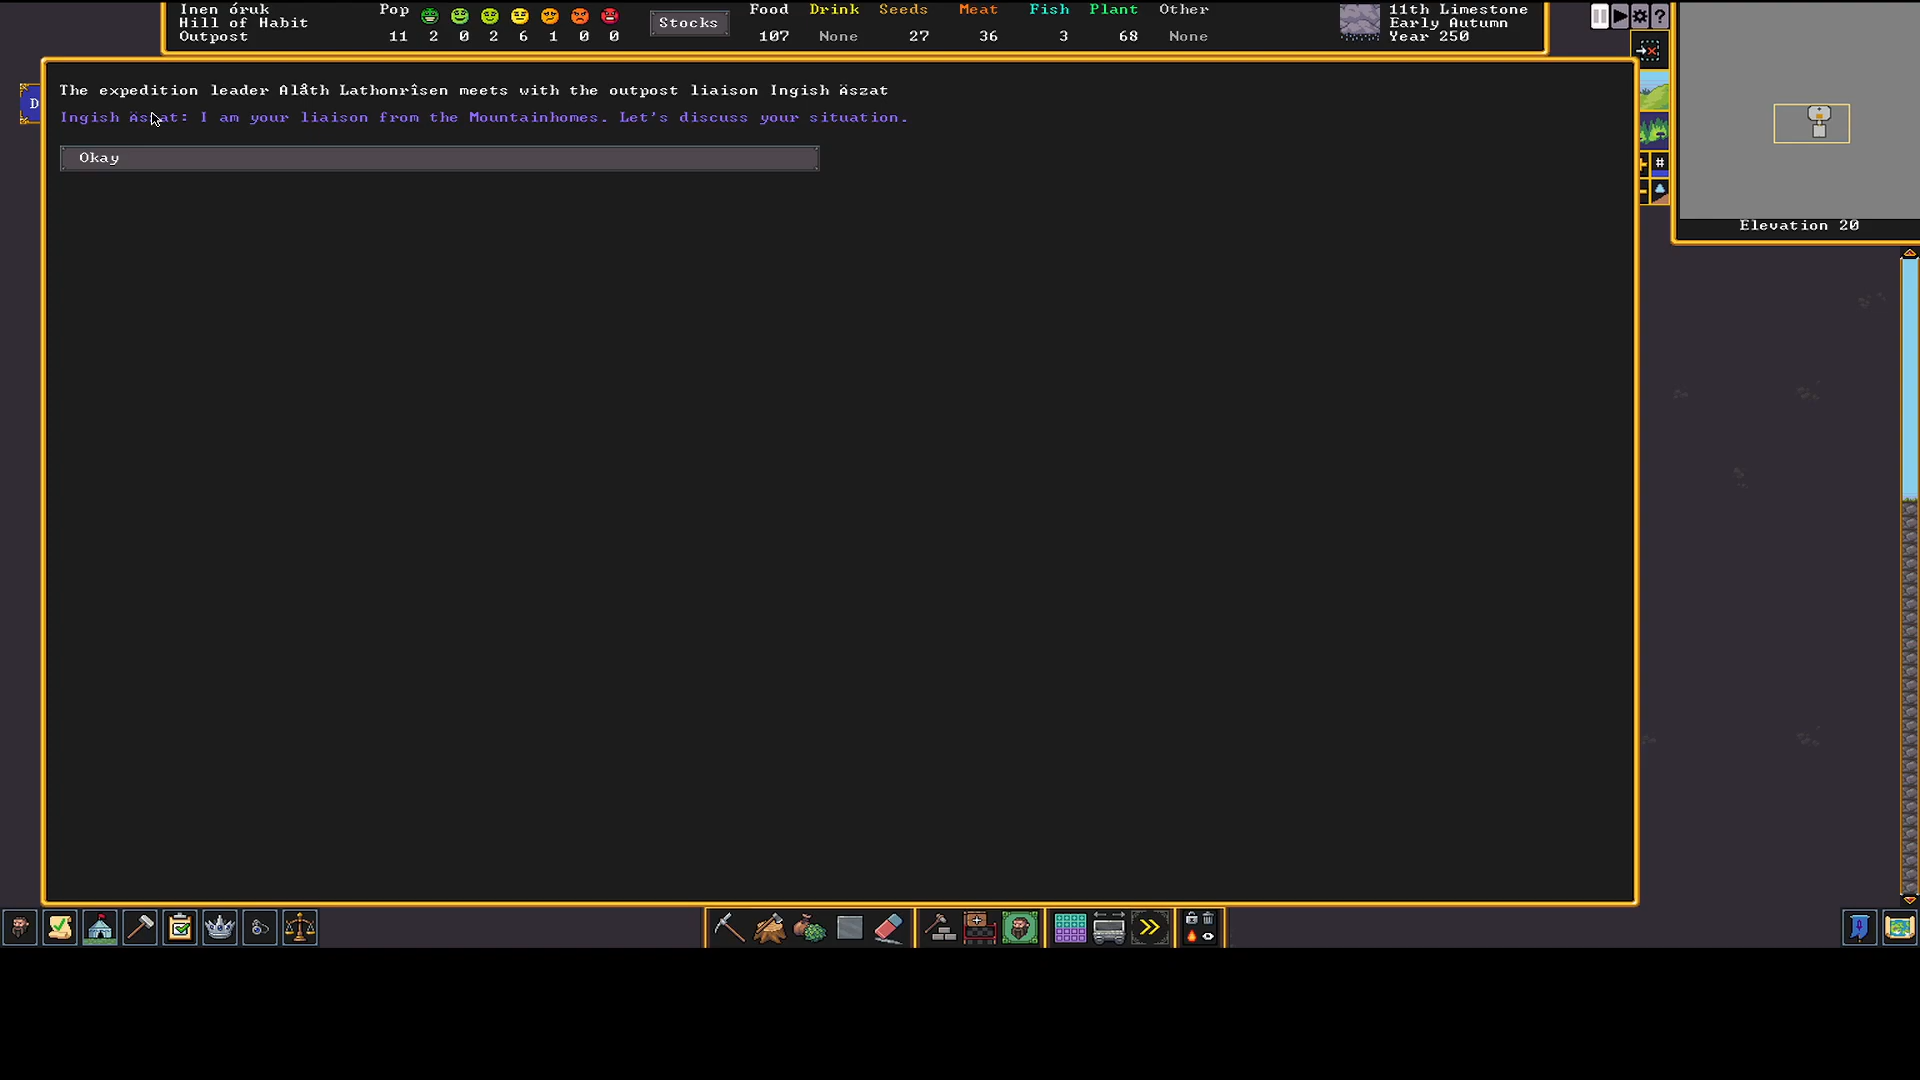 Inen óruk
Hill of Habit
Outpost
Pop
11 2 0 2 6 1 0 0
Stocks
Food Drink Seeds Meat Fish Plant Other
107 None 27 36 3 68 None
11th Limestone
Early Autumn
Year 250
?
D
The expedition leader Alåth Lathonrîsen meets with the outpost liaison Ingish Äszat
Ingish Äszat: I am your liaison from the Mountainhomes. Let's discuss your situation.
Okay
#
Elevation 20